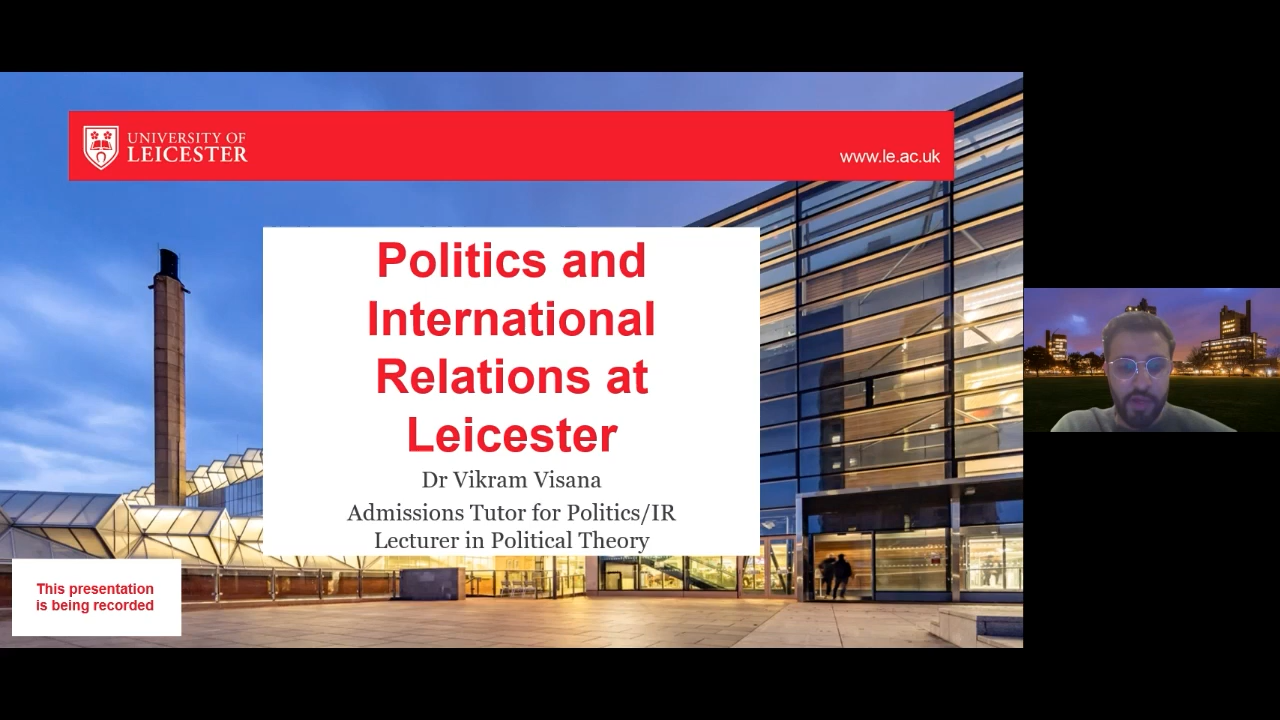 UNIVERSITY OF
LEICESTER
www.le.ac.uk
Politics and
International
Relations at
Leicester
Dr Vikram Visana
Admissions Tutor for Politics/IR
Lecturer in Political Theory
This presentation
is being recorded